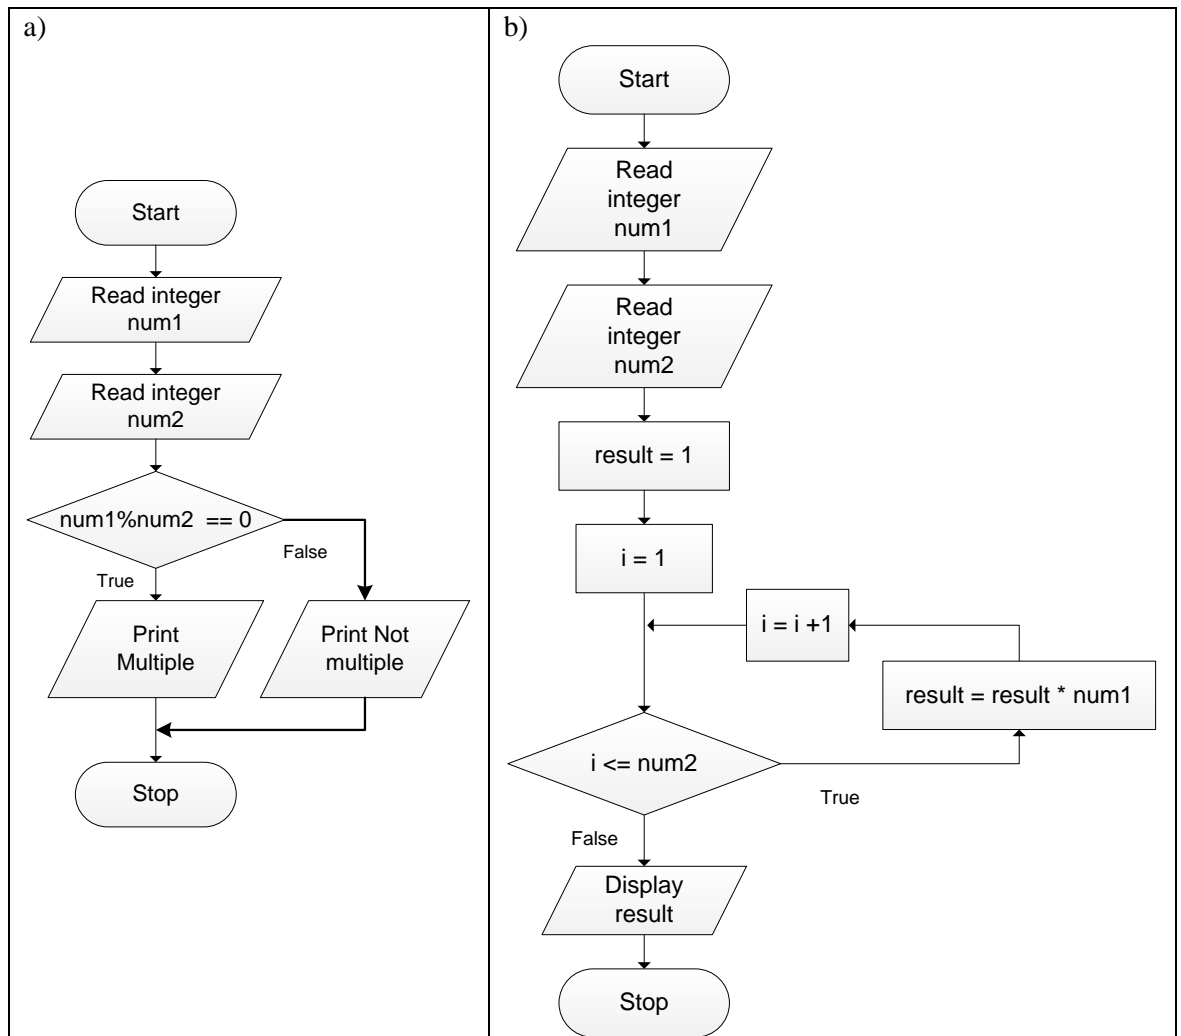 a)
Start
Read integer
num1
Read integer
num2
num1%num2 == 0
False
True
Print
Multiple
Print Not
multiple
Stop
b)
Start
Read
integer
num1
Read
integer
num2
result = 1
i = 1
i = i +1
result = result * num1
i <= num2
True
False
Display
result
Stop